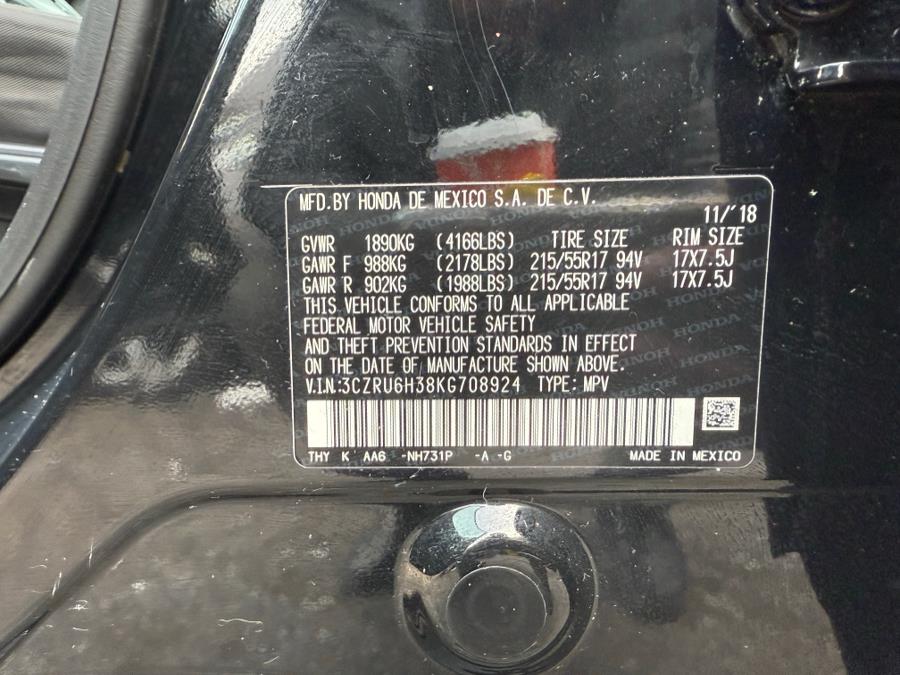 MFD.BY HONDA DE MEXICO S.A. DE C.V.
11/'18
GVWR 1890KG (4166LBS) TIRE SIZE RIM SIZE
GAWR F 988KG (2178LBS) 215/55R17 94V 17X7.5J
GAWR R 902KG (1988LBS) 215/55R17 94V 17X7.5J
THIS VEHICLE CONFORMS TO ALL APPLICABLE
FEDERAL MOTOR VEHICLE SAFETY
AND THEFT PREVENTION STANDARDS IN EFFECT
ON THE DATE OF MANUFACTURE SHOWN ABOVE.
V.I.N.:3CZRU6H38KG708924 TYPE: MPV
THY K AA6 -NH731P -A -G MADE IN MEXICO